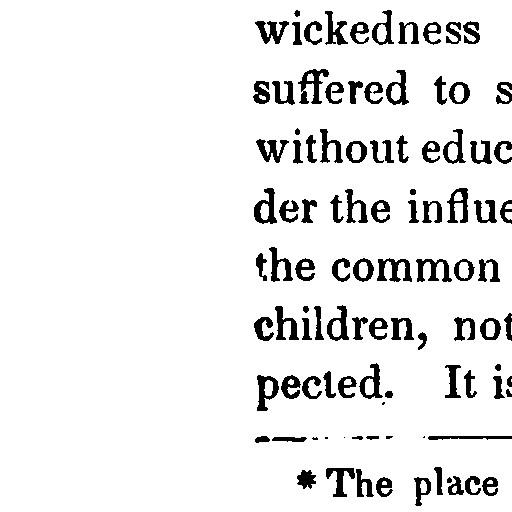 wickedness
suffered to s
without educ
der the influe
the common
children, not
pected. It is
* The place